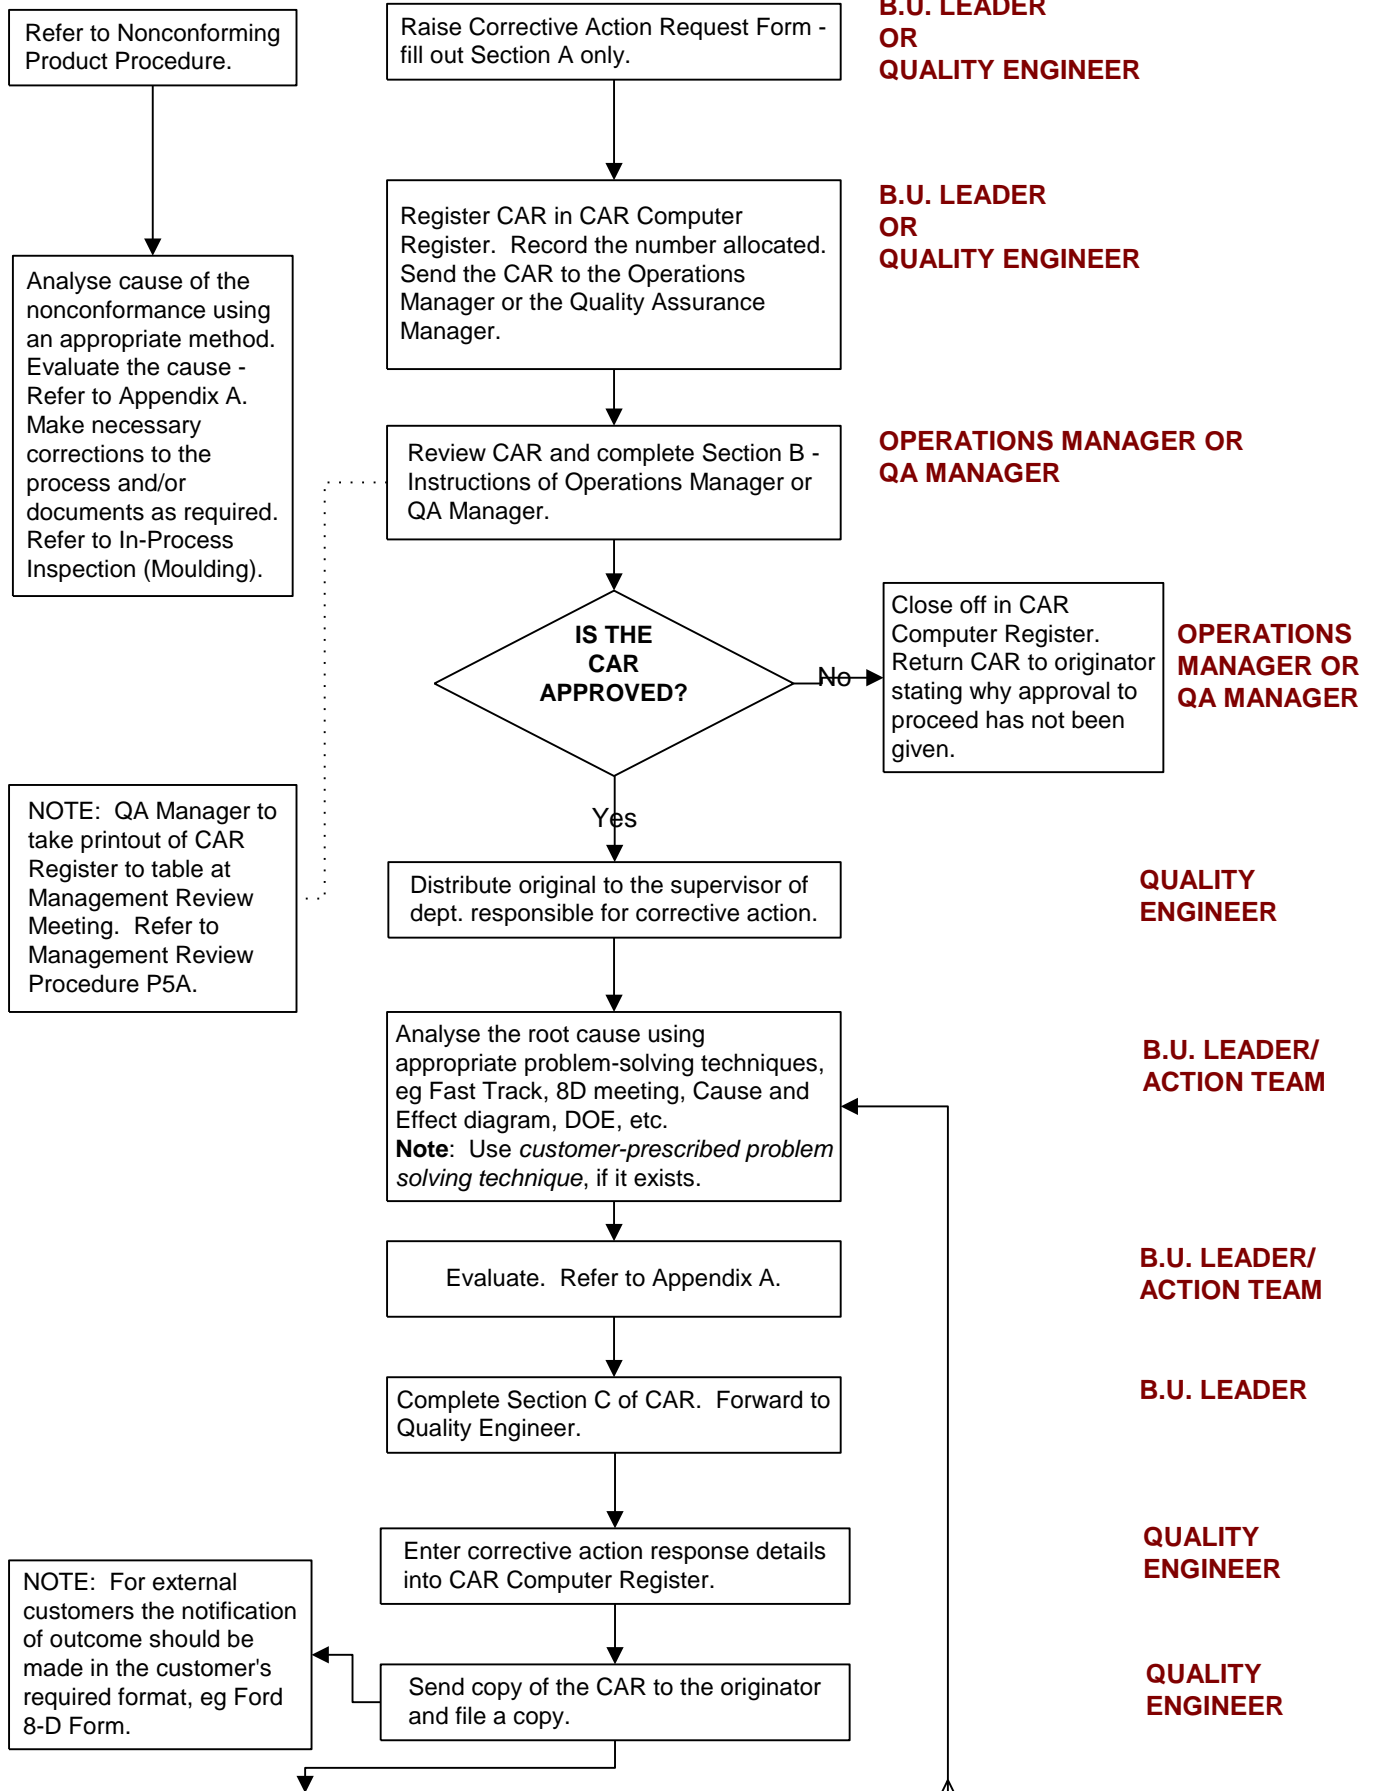 Refer to Nonconforming
Product Procedure.
Raise Corrective Action Request Form -
fill out Section A only.
B.U. LEADER
OR
QUALITY ENGINEER
Register CAR in CAR Computer
Register.  Record the number allocated.
Send the CAR to the Operations
Manager or the Quality Assurance
Manager.
B.U. LEADER
OR
QUALITY ENGINEER
Analyse cause of the
nonconformance using
an appropriate method.
Evaluate the cause -
Refer to Appendix A.
Make necessary
corrections to the
process and/or
documents as required.
Refer to In-Process
Inspection (Moulding).
Review CAR and complete Section B -
Instructions of Operations Manager or
QA Manager.
OPERATIONS MANAGER OR
QA MANAGER
IS THE
CAR
APPROVED?
No
Close off in CAR
Computer Register.
Return CAR to originator
stating why approval to
proceed has not been
given.
OPERATIONS
MANAGER OR
QA MANAGER
Yes
NOTE:  QA Manager to
take printout of CAR
Register to table at
Management Review
Meeting.  Refer to
Management Review
Procedure P5A.
Distribute original to the supervisor of
dept. responsible for corrective action.
QUALITY
ENGINEER
Analyse the root cause using
appropriate problem-solving techniques,
eg Fast Track, 8D meeting, Cause and
Effect diagram, DOE, etc.
Note:  Use customer-prescribed problem
solving technique, if it exists.
B.U. LEADER/
ACTION TEAM
Evaluate.  Refer to Appendix A.
B.U. LEADER/
ACTION TEAM
Complete Section C of CAR.  Forward to
Quality Engineer.
B.U. LEADER
Enter corrective action response details
into CAR Computer Register.
QUALITY
ENGINEER
NOTE:  For external
customers the notification
of outcome should be
made in the customer's
required format, eg Ford
8-D Form.
Send copy of the CAR to the originator
and file a copy.
QUALITY
ENGINEER